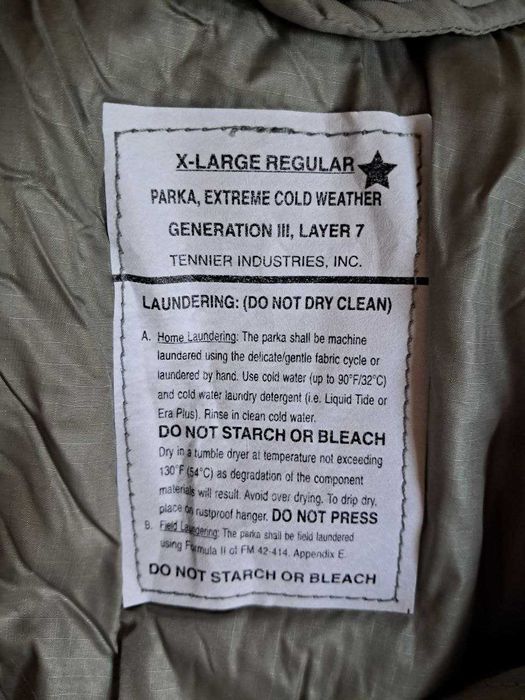 X-LARGE REGULAR
PARKA, EXTREME COLD WEATHER
GENERATION III, LAYER 7
TENNIER INDUSTRIES, INC.
LAUNDERING: (DO NOT DRY CLEAN)
A. Home Laundering: The parka shall be machine
laundered using the delicate/gentle fabric cycle or
laundered by hand. Use cold water (up to 90°F/32°C)
and cold water laundry detergent (i.e. Liquid Tide or
Era Plus). Rinse in clean cold water.
DO NOT STARCH OR BLEACH
Dry in a tumble dryer at temperature not exceeding
130°F (54°C) as degradation of the component
materials will result. Avoid over drying. To drip dry,
place on rustproof hanger. DO NOT PRESS
B. Field Laundering: The parka shall be field laundered
using Formula II of FM 42-414, Appendix E.
DO NOT STARCH OR BLEACH